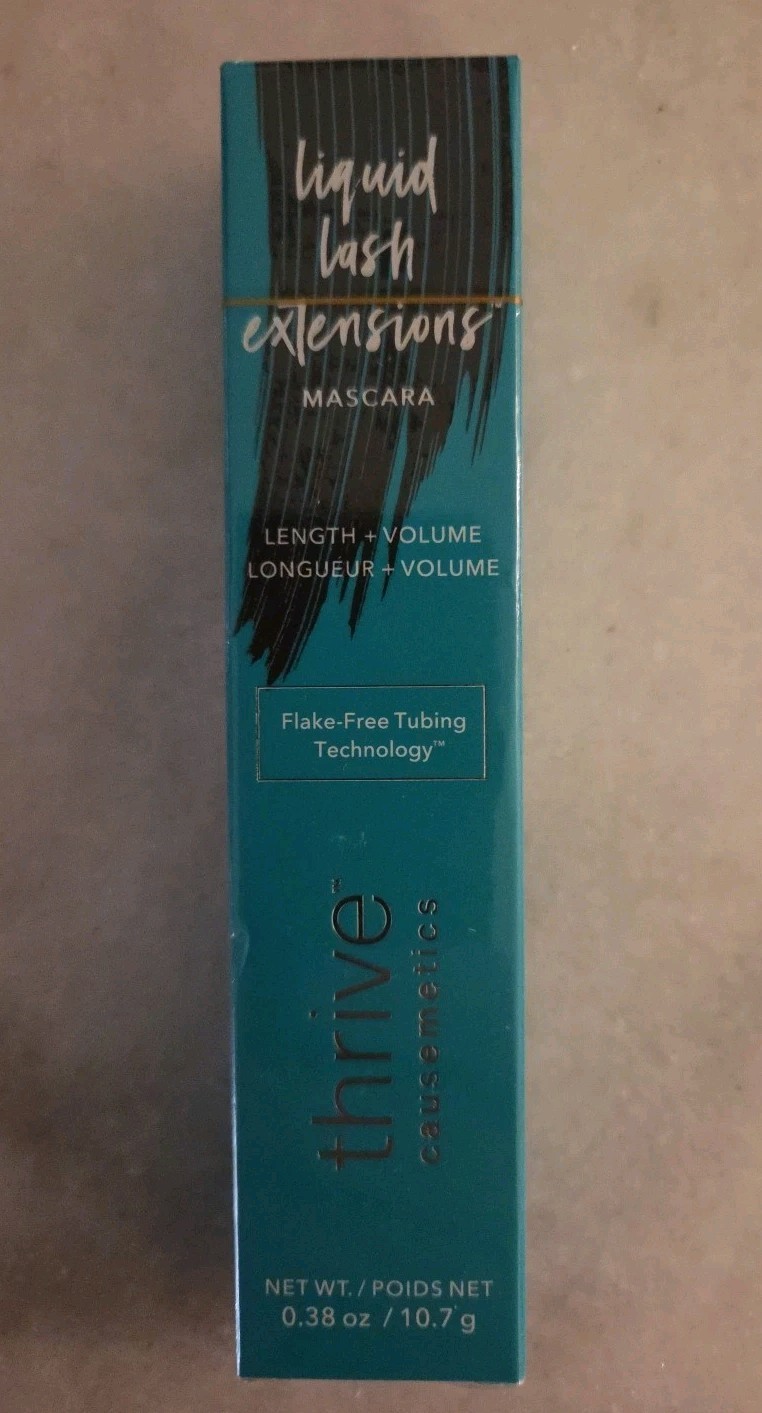 liquid
lash
extensions™
MASCARA
LENGTH + VOLUME
LONGUEUR + VOLUME
Flake-Free Tubing
Technology™
thrive™
causemetics
NET WT. / POIDS NET
0.38 oz / 10.7 g